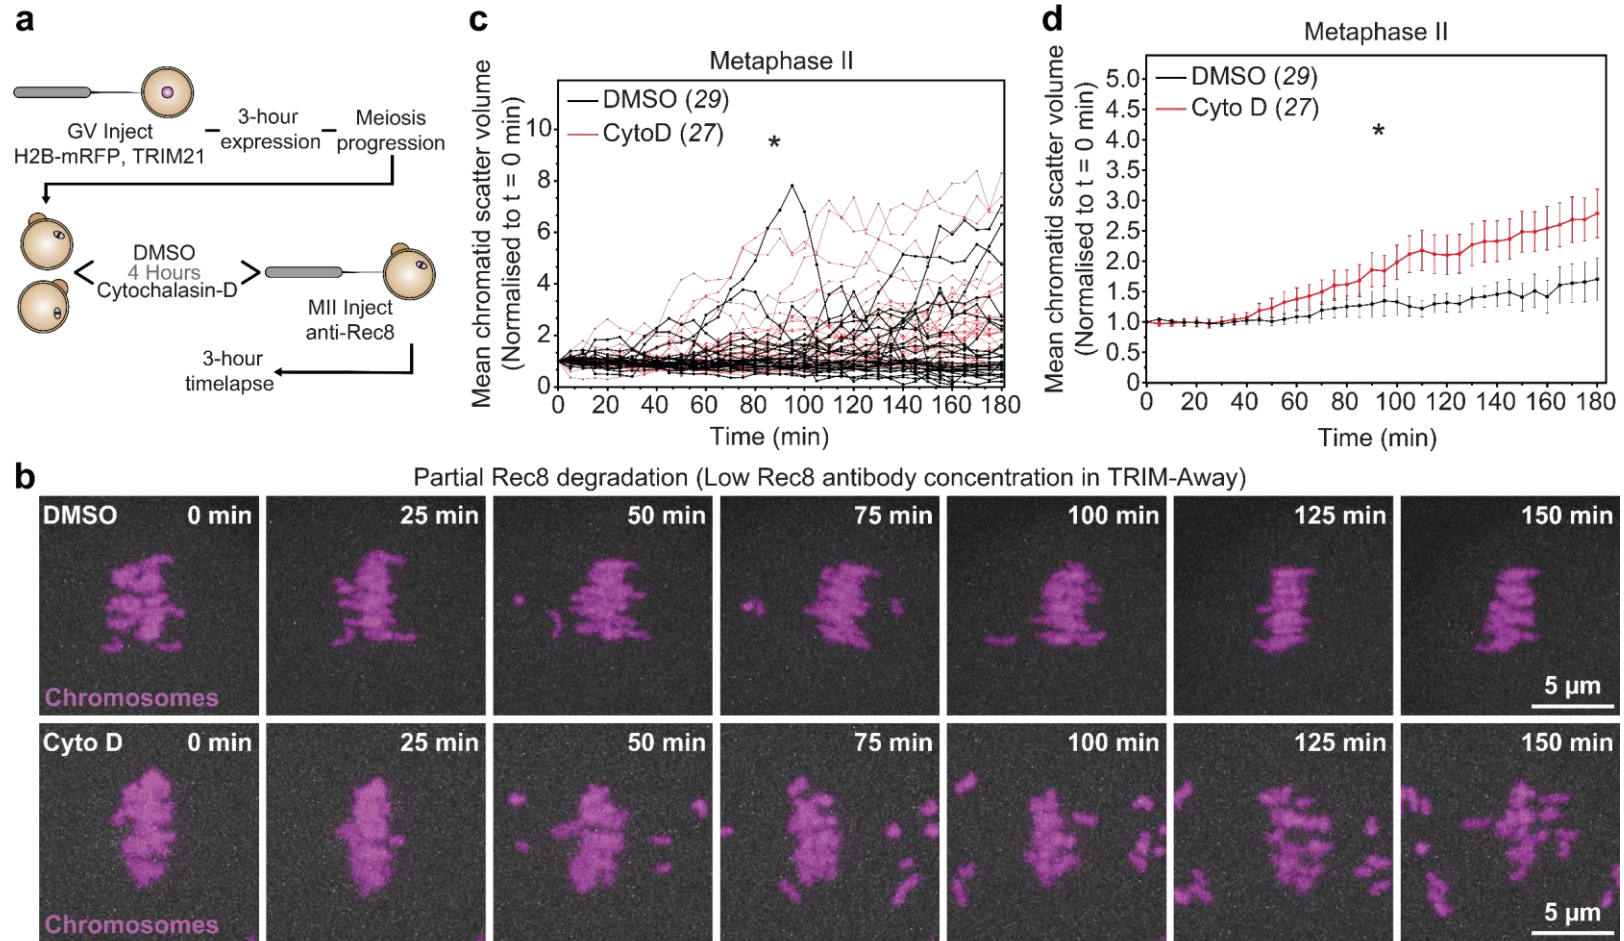 a
GV Inject
H2B-mRFP, TRIM21
3-hour
expression
Meiosis
progression
DMSO
4 Hours
Cytochalasin-D
MII Inject
anti-Rec8
3-hour
timelapse
c
Metaphase II
Mean chromatid scatter volume
(Normalised to t = 0 min)
DMSO (29)
CytoD (27)
*
10
8
6
4
2
0
0 20 40 60 80 100 120 140 160 180
Time (min)
d
Metaphase II
Mean chromatid scatter volume
(Normalised to t = 0 min)
DMSO (29)
Cyto D (27)
*
5.0
4.5
4.0
3.5
3.0
2.5
2.0
1.5
1.0
0.5
0
0 20 40 60 80 100 120 140 160 180
Time (min)
b
Partial Rec8 degradation (Low Rec8 antibody concentration in TRIM-Away)
DMSO 0 min 25 min 50 min 75 min 100 min 125 min 150 min
Chromosomes
5 µm
Cyto D 0 min 25 min 50 min 75 min 100 min 125 min 150 min
Chromosomes
5 µm